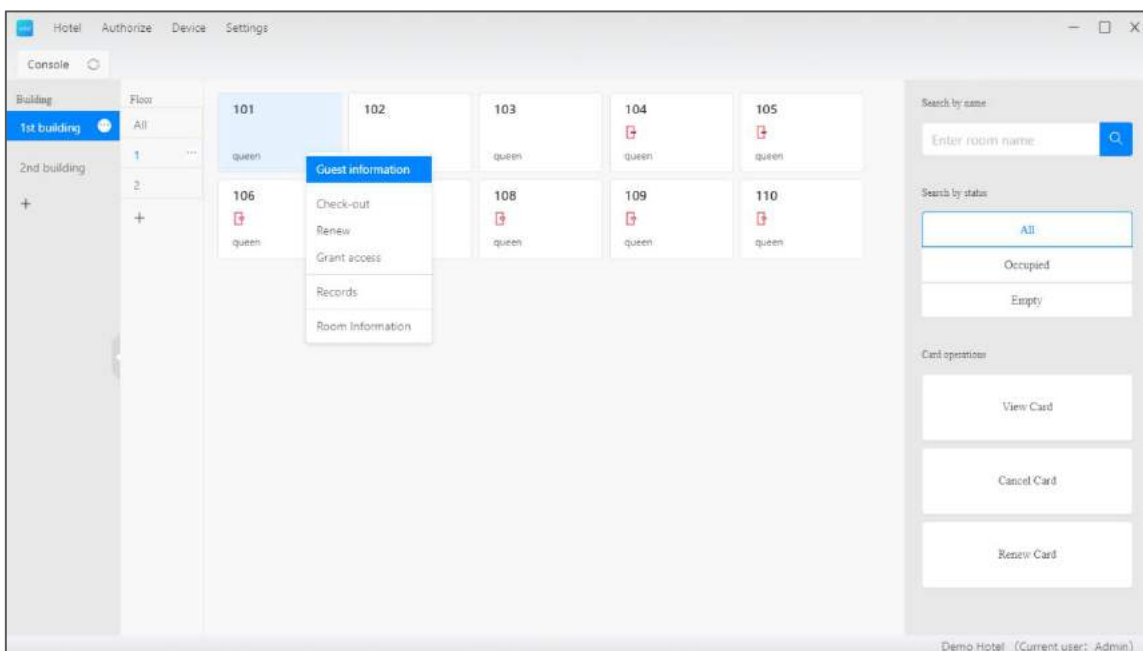 Hotel Authorize Device Settings
Console
Building
1st building
2nd building
+
Floor
All
1 ...
2
+
101
queen
102
103
queen
104
queen
105
queen
106
queen
108
queen
109
queen
110
queen
Guest information
Check-out
Renew
Grant access
Records
Room Information
Search by name
Enter room name
Search by status
All
Occupied
Empty
Card operations
View Card
Cancel Card
Renew Card
Demo Hotel (Current user: Admin)